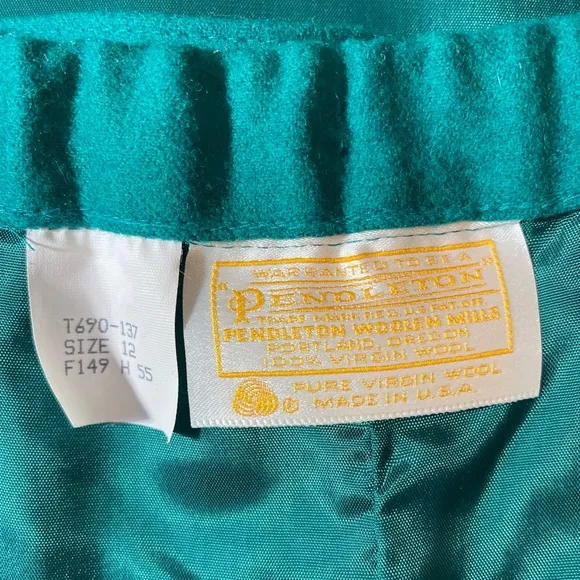 T690-137
SIZE 12
F149 H 55
WARRANTED TO BE A
"PENDLETON"
TRADE MARK REG. U.S. PAT. OFF.
PENDLETON WOOLEN MILLS
PORTLAND, OREGON
100% VIRGIN WOOL
®
PURE VIRGIN WOOL
MADE IN U.S.A.